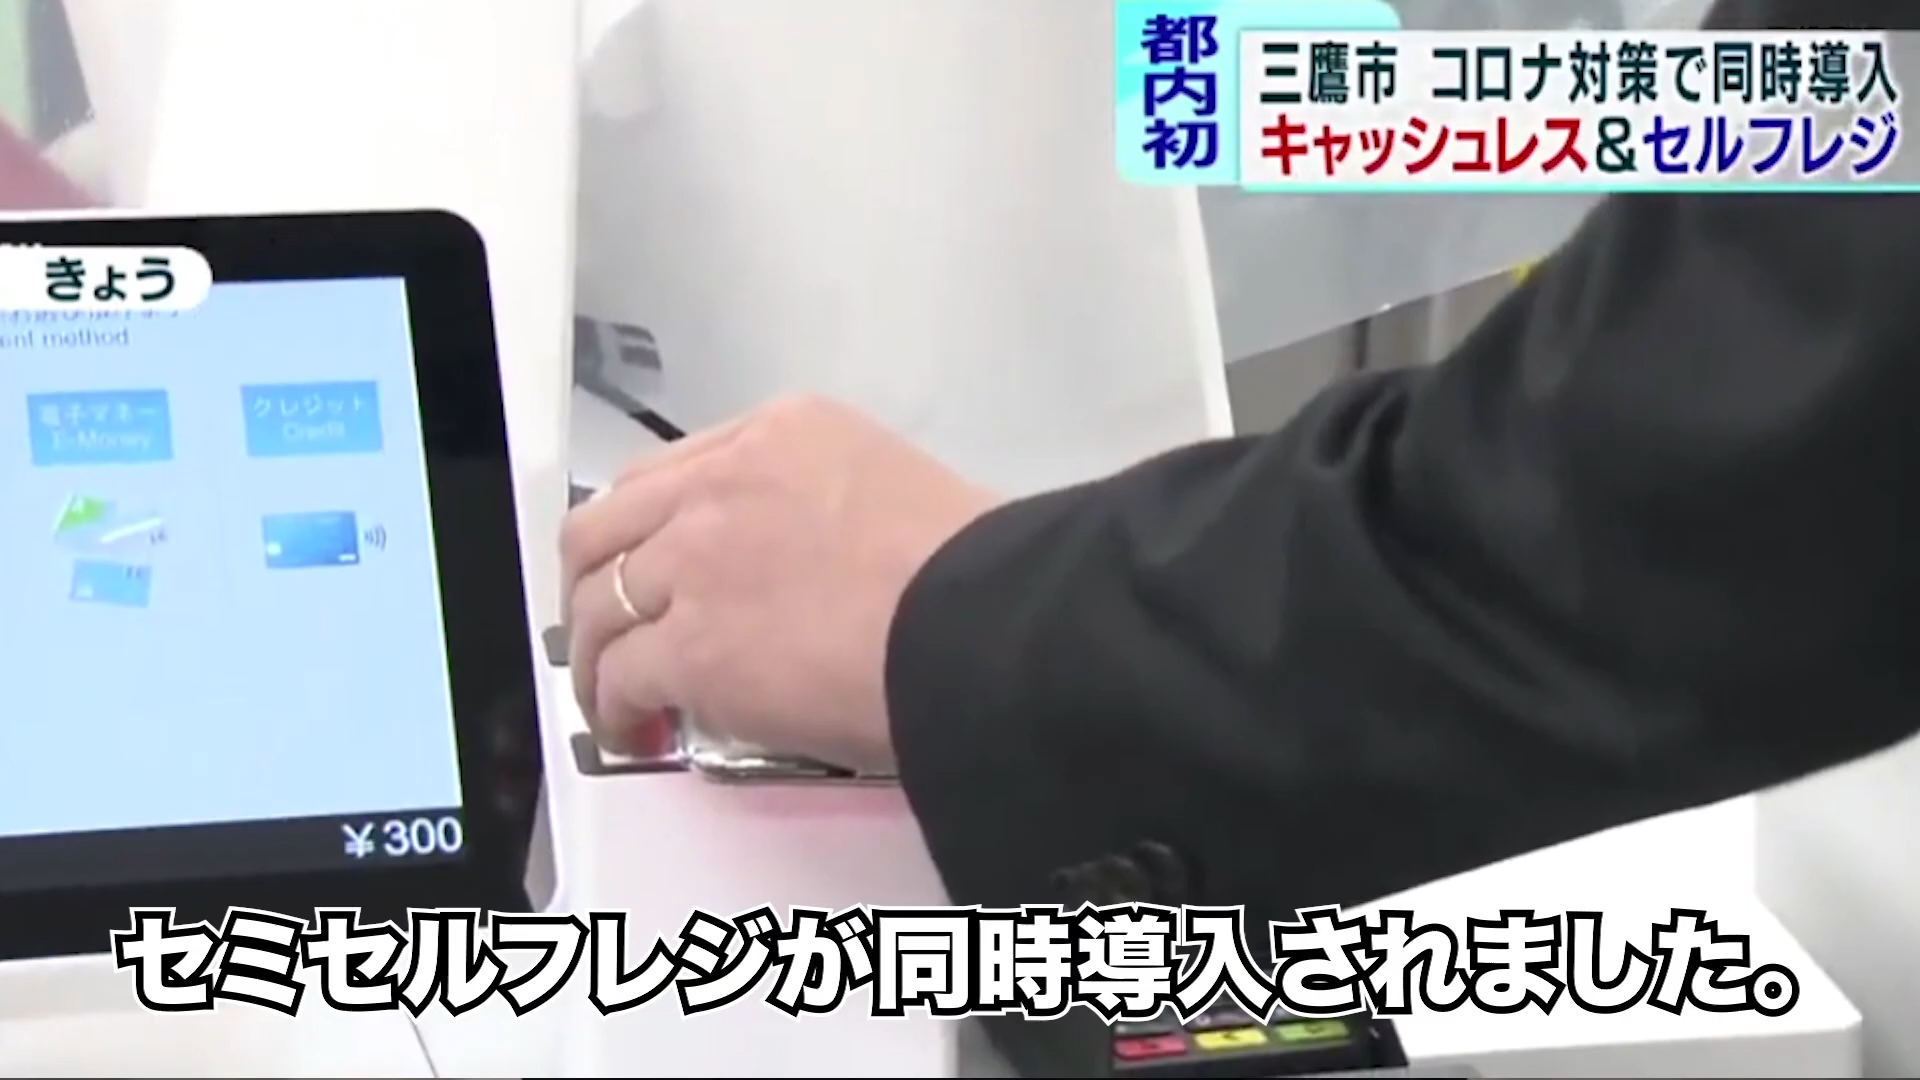 都内初
三鷹市 コロナ対策で同時導入
キャッシュレス&セルフレジ
きょう
ent method
電子マネー
E-Money
クレジット
Credit
¥300
セミセルフレジが同時導入されました。